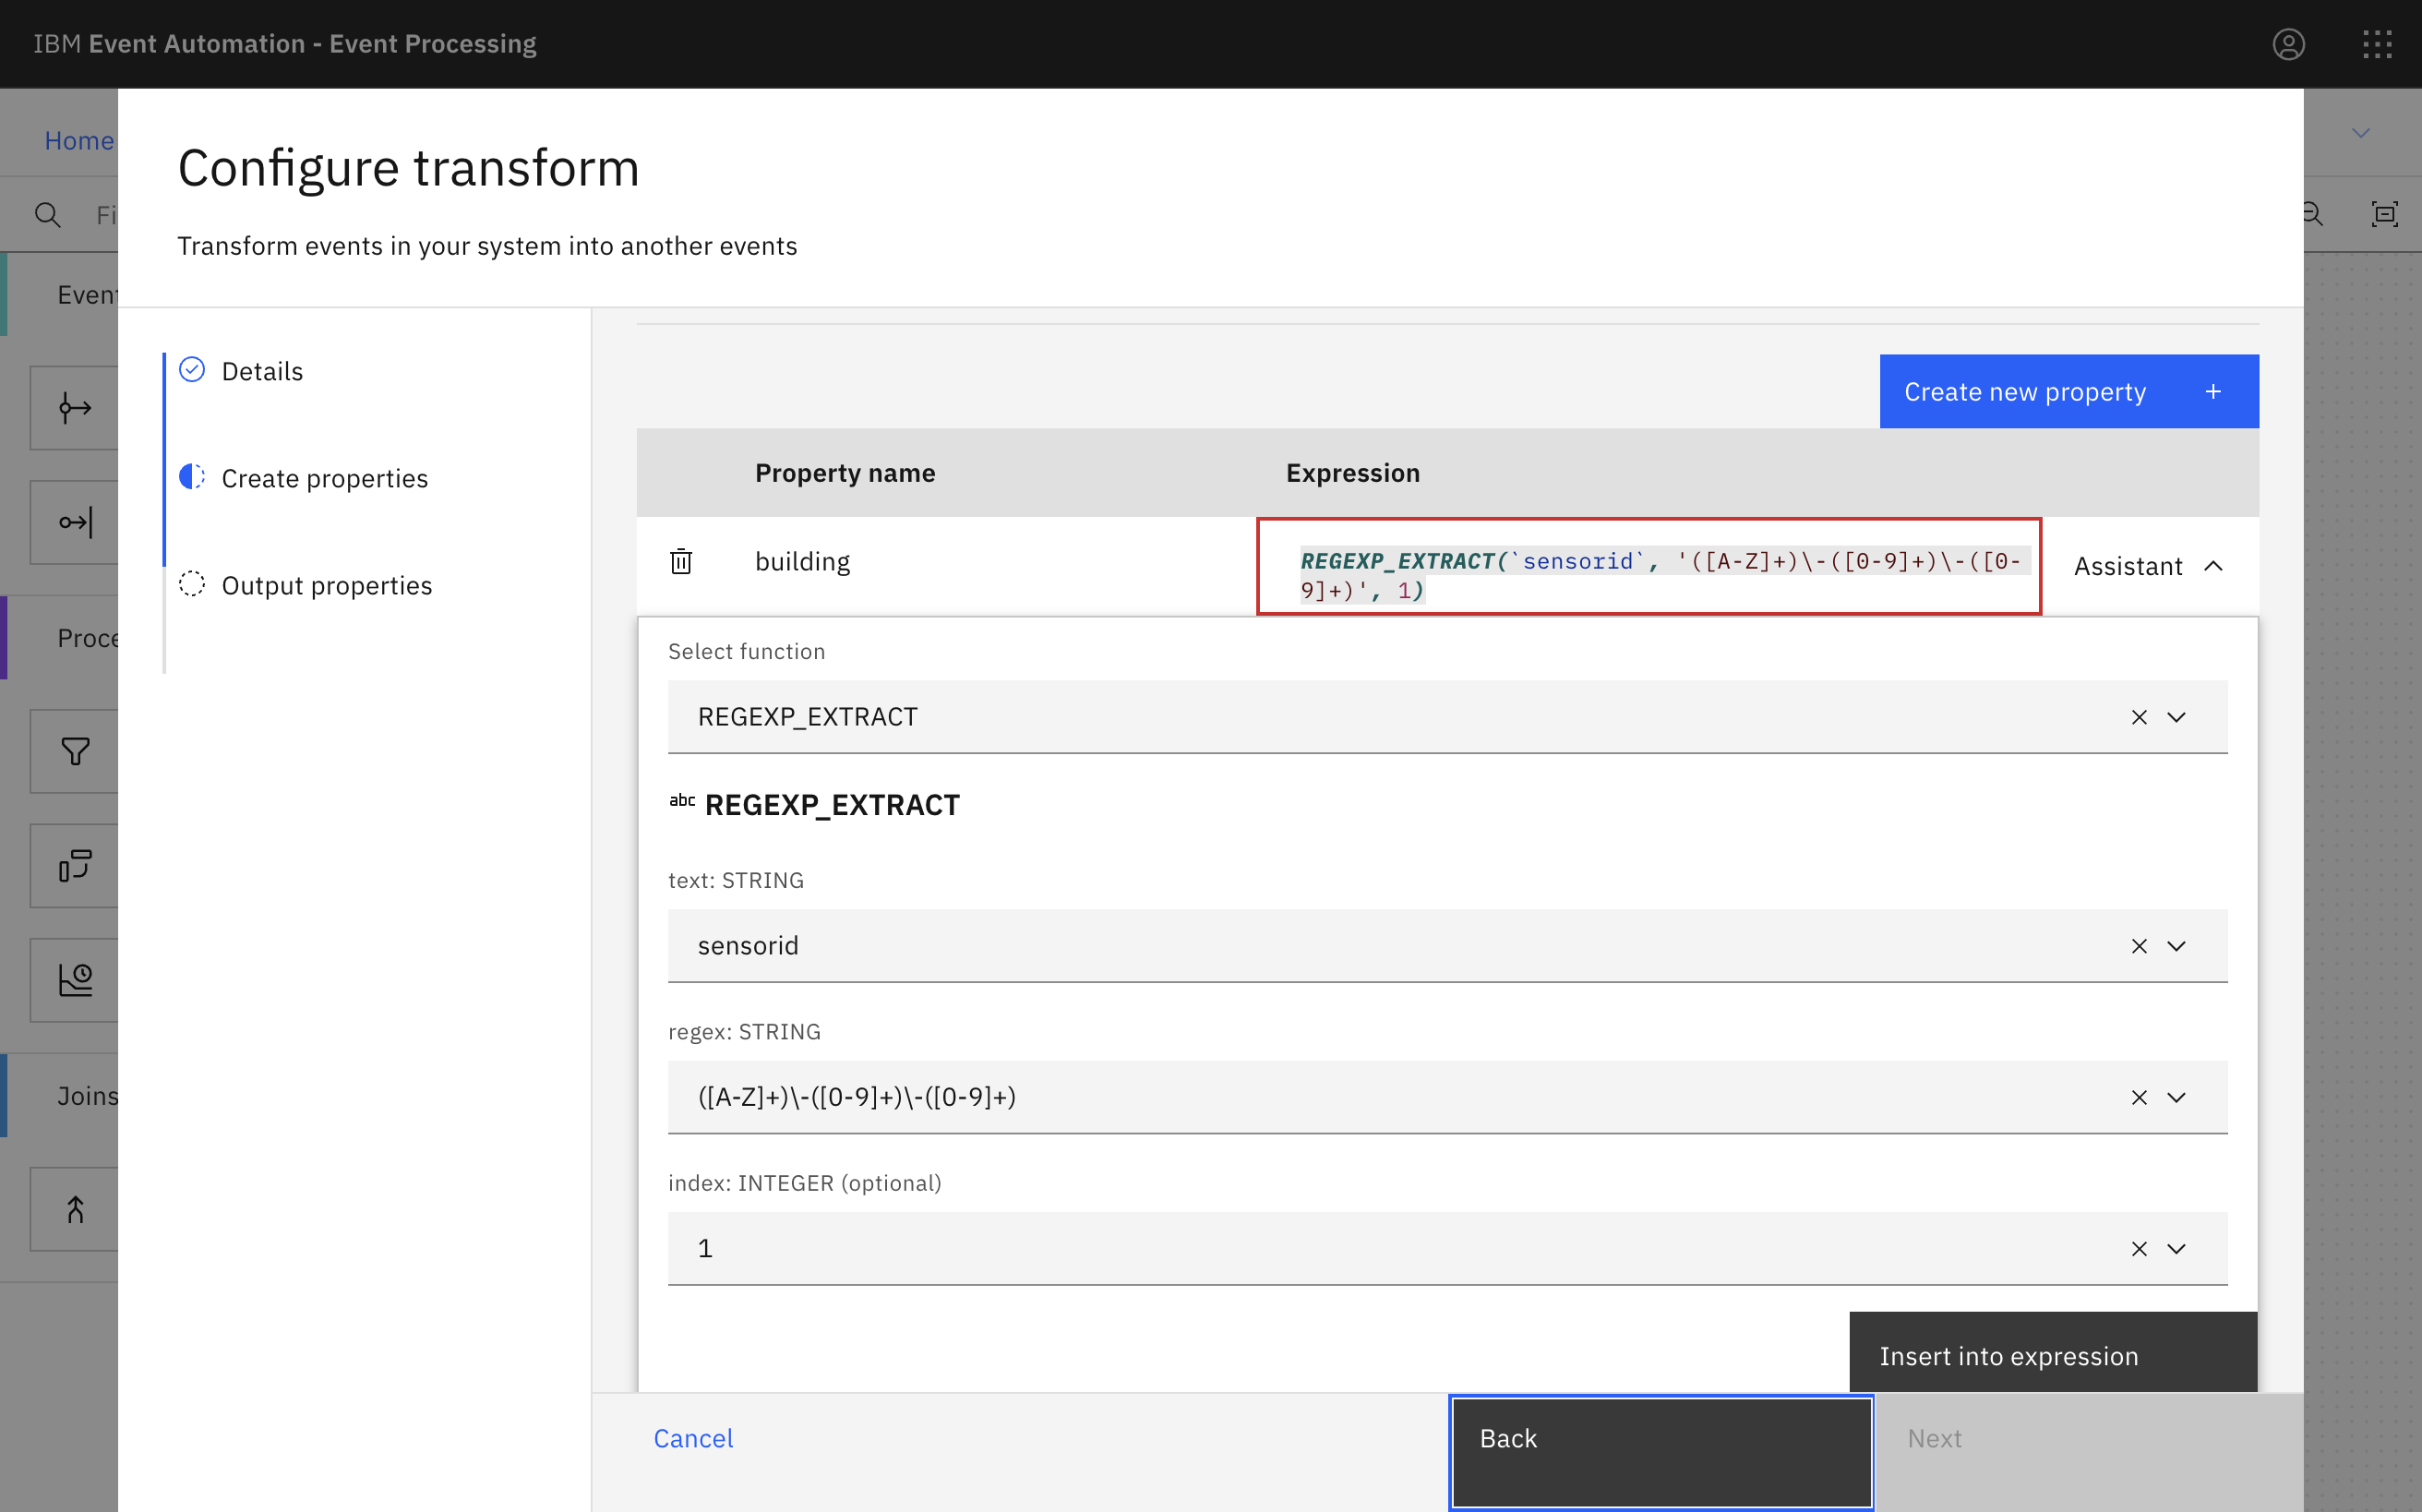 IBM Event Automation - Event Processing
Home
Configure transform
Transform events in your system into another events
Fi
Event
Proce
Joins
Details
Create properties
Output properties
Create new property +
Property name Expression
building
REGEXP_EXTRACT(`sensorid`, '([A-Z]+)\-([0-9]+)\-([0-
9]+)', 1)
Assistant
Select function
REGEXP_EXTRACT
abc REGEXP_EXTRACT
text: STRING
sensorid
regex: STRING
([A-Z]+)\-([0-9]+)\-([0-9]+)
index: INTEGER (optional)
1
Insert into expression
Cancel
Back
Next